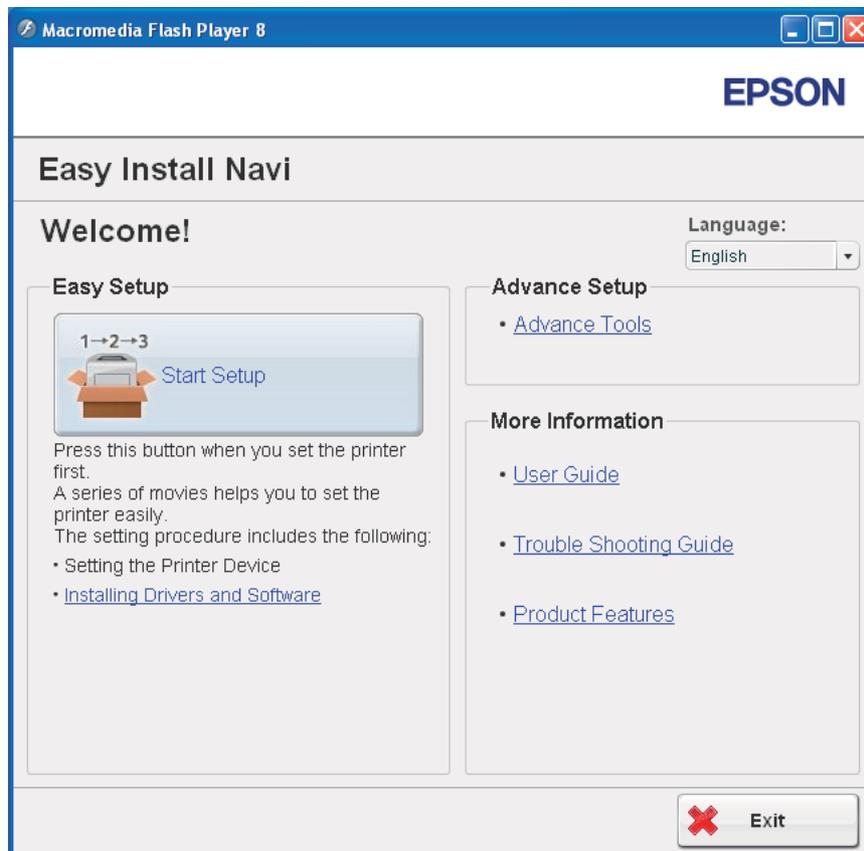 Macromedia Flash Player 8
EPSON
Easy Install Navi
Welcome!
Language:
English
Easy Setup
1→2→3
Start Setup
Press this button when you set the printer
first.
A series of movies helps you to set the
printer easily.
The setting procedure includes the following:
• Setting the Printer Device
• Installing Drivers and Software
Advance Setup
• Advance Tools
More Information
• User Guide
• Trouble Shooting Guide
• Product Features
Exit